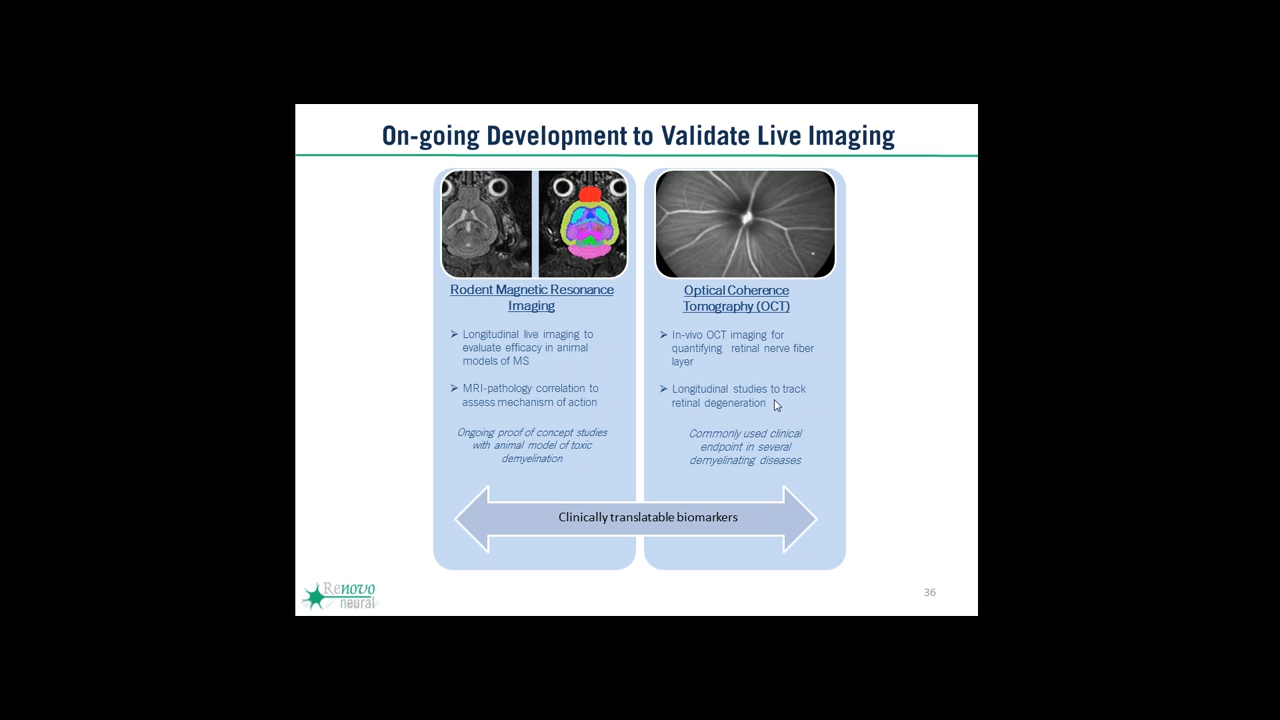 On-going Development to Validate Live Imaging
Rodent Magnetic Resonance
Imaging
➢ Longitudinal live imaging to
evaluate efficacy in animal
models of MS
➢ MRI-pathology correlation to
assess mechanism of action
Ongoing proof of concept studies
with animal model of toxic
demyelination
Optical Coherence
Tomography (OCT)
➢ In-vivo OCT imaging for
quantifying retinal nerve fiber
layer
➢ Longitudinal studies to track
retinal degeneration
Commonly used clinical
endpoint in several
demyelinating diseases
Clinically translatable biomarkers
Renovo
neural
36